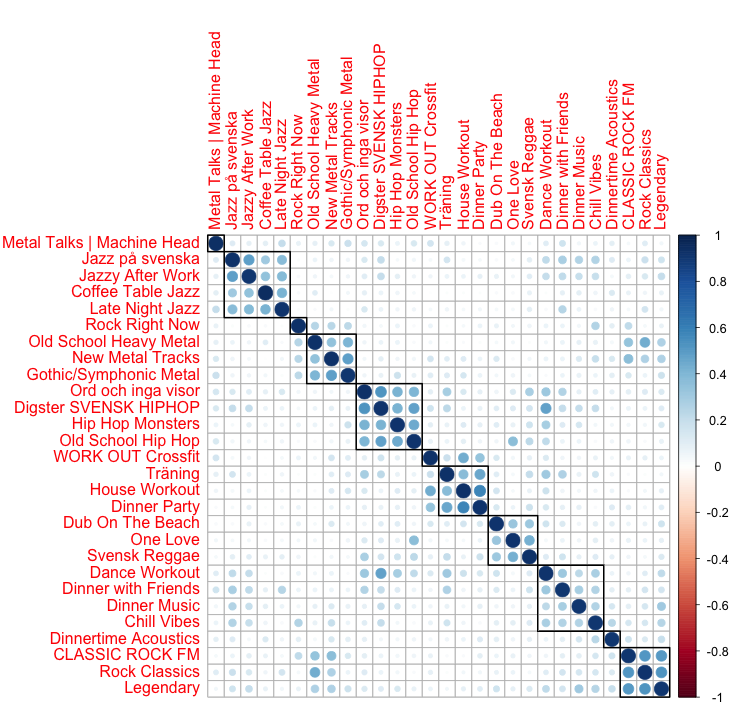 Metal Talks | Machine Head
Jazz på svenska
Jazzy After Work
Coffee Table Jazz
Late Night Jazz
Rock Right Now
Old School Heavy Metal
New Metal Tracks
Gothic/Symphonic Metal
Ord och inga visor
Digster SVENSK HIPHOP
Hip Hop Monsters
Old School Hip Hop
WORK OUT Crossfit
Träning
House Workout
Dinner Party
Dub On The Beach
One Love
Svensk Reggae
Dance Workout
Dinner with Friends
Dinner Music
Chill Vibes
Dinnertime Acoustics
CLASSIC ROCK FM
Rock Classics
Legendary
Metal Talks | Machine Head
Jazz på svenska
Jazzy After Work
Coffee Table Jazz
Late Night Jazz
Rock Right Now
Old School Heavy Metal
New Metal Tracks
Gothic/Symphonic Metal
Ord och inga visor
Digster SVENSK HIPHOP
Hip Hop Monsters
Old School Hip Hop
WORK OUT Crossfit
Träning
House Workout
Dinner Party
Dub On The Beach
One Love
Svensk Reggae
Dance Workout
Dinner with Friends
Dinner Music
Chill Vibes
Dinnertime Acoustics
CLASSIC ROCK FM
Rock Classics
Legendary
1
0.8
0.6
0.4
0.2
0
-0.2
-0.4
-0.6
-0.8
-1